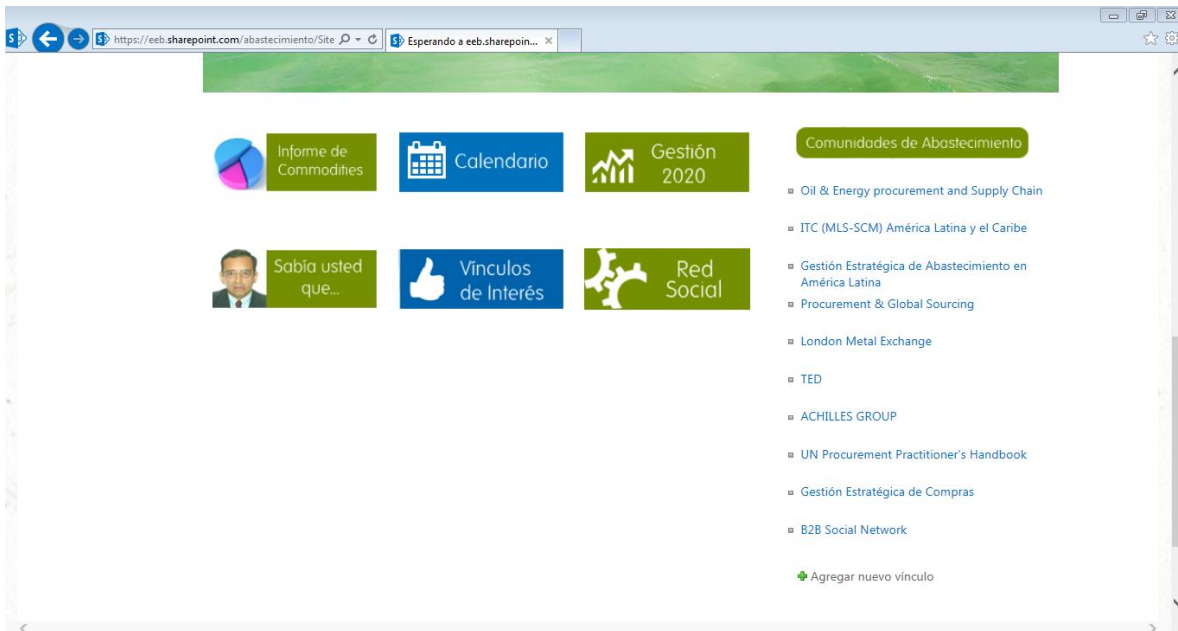 https://eeb.sharepoint.com/abastecimiento/Site
Esperando a eeb.sharepoin...
Informe de
Commodities
Calendario
Gestión
2020
Sabía usted
que...
Vínculos
de Interés
Red
Social
Comunidades de Abastecimiento
Oil & Energy procurement and Supply Chain
ITC (MLS-SCM) América Latina y el Caribe
Gestión Estratégica de Abastecimiento en
América Latina
Procurement & Global Sourcing
London Metal Exchange
TED
ACHILLES GROUP
UN Procurement Practitioner's Handbook
Gestión Estratégica de Compras
B2B Social Network
Agregar nuevo vínculo